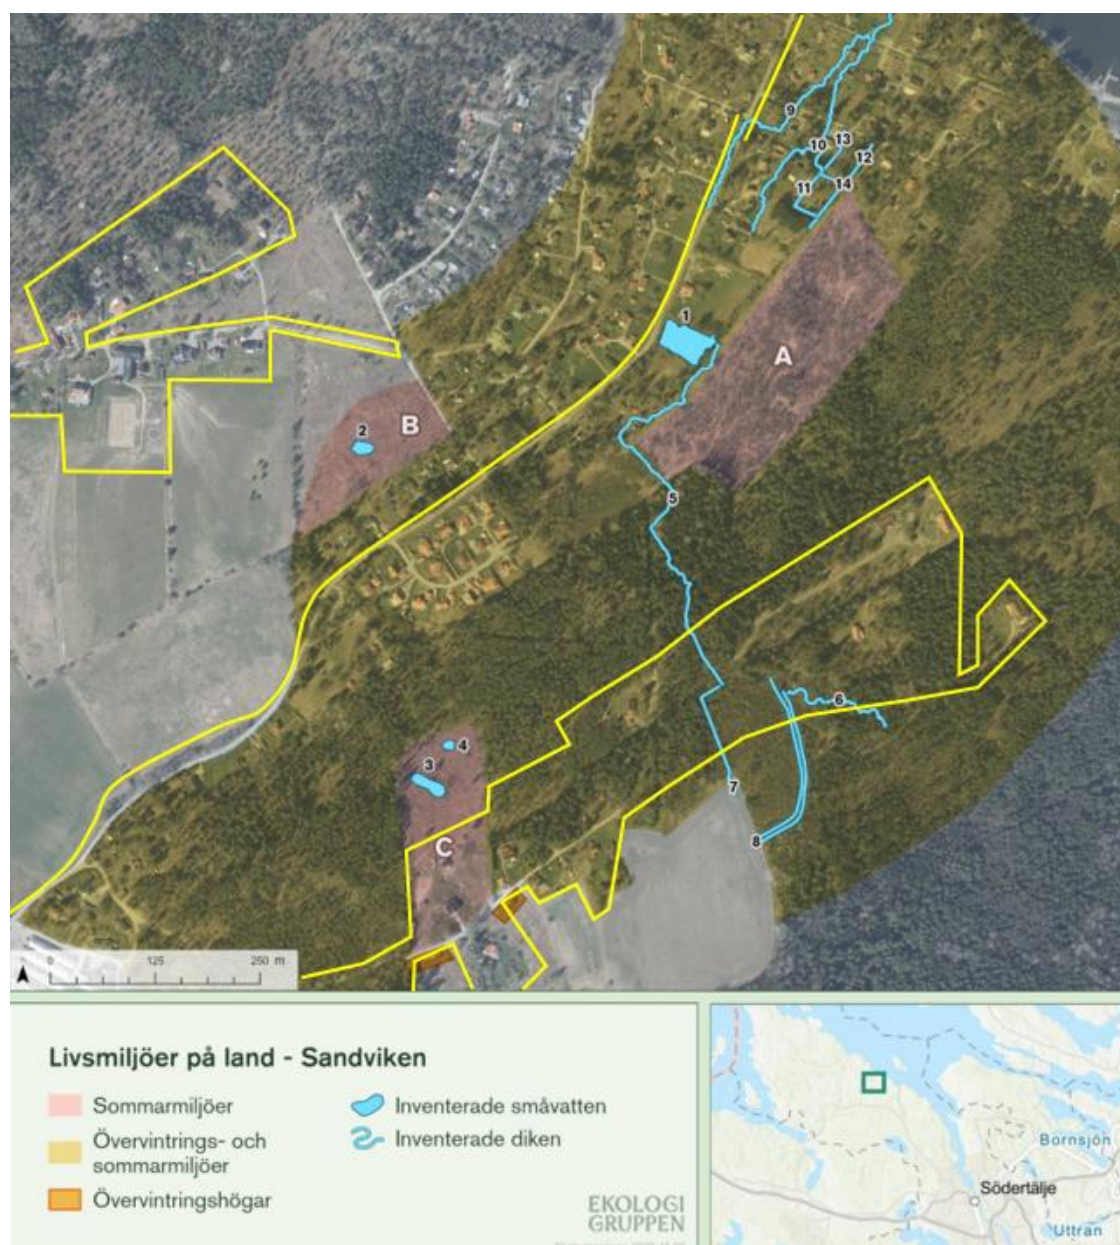 9
13
10
12
11
14
1
A
B
2
5
6
4
3
7
8
C
0 125 250 m
Livsmiljöer på land - Sandviken
Sommarmiljöer
Övervintrings- och
sommarmiljöer
Övervintringshögar
Inventerade småvatten
Inventerade diken
EKOLOGI
GRUPPEN
Bornsjön
Södertälje
Uttran